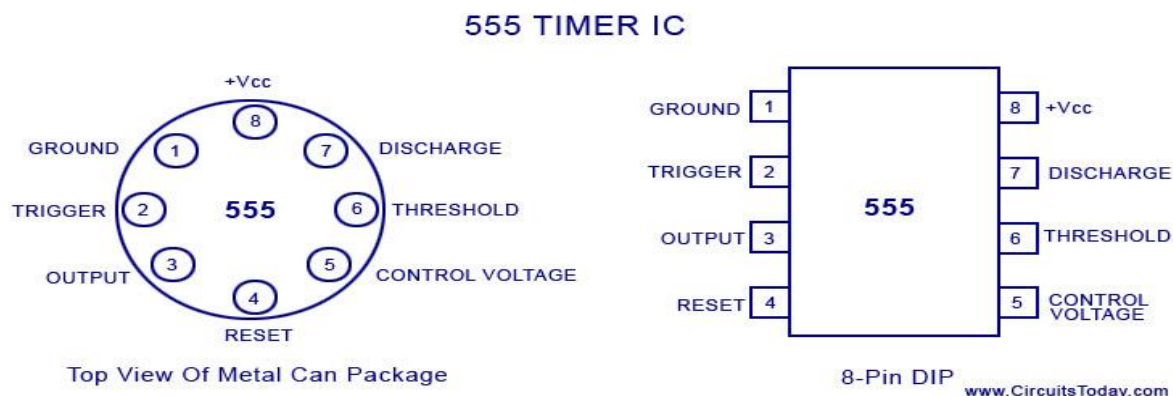 555 TIMER IC
+Vcc
8
GROUND 1
7 DISCHARGE
TRIGGER 2
555
6 THRESHOLD
OUTPUT 3
5 CONTROL VOLTAGE
4
RESET
Top View Of Metal Can Package
GROUND 1
8 +Vcc
TRIGGER 2
7 DISCHARGE
555
OUTPUT 3
6 THRESHOLD
RESET 4
5 CONTROL
VOLTAGE
8-Pin DIP
www.CircuitsToday.com